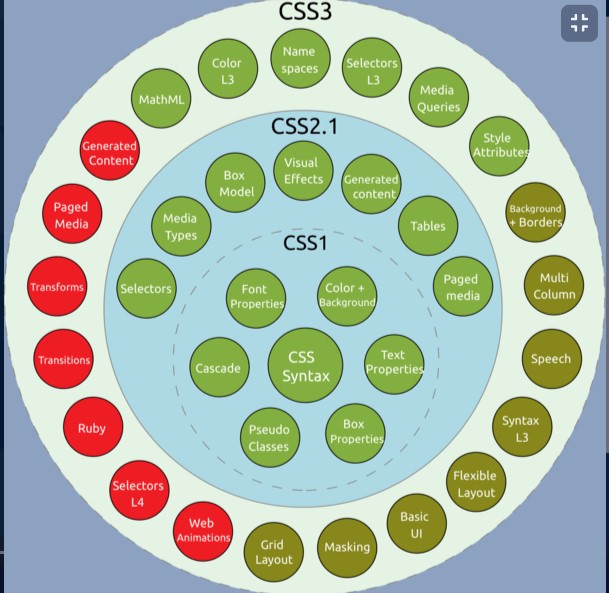 CSS3
Name
spaces
Selectors
L3
Media
Queries
Style
Attributes
Background
+ Borders
Multi
Column
Speech
Syntax
L3
Flexible
Layout
Basic
UI
Masking
Grid
Layout
Web
Animations
Selectors
L4
Ruby
Transitions
Transforms
Paged
Media
Generated
Content
MathML
Color
L3
CSS2.1
Visual
Effects
Generated
content
Tables
Paged
media
Selectors
Media
Types
Box
Model
CSS1
Font
Properties
Color +
Background
Cascade
CSS
Syntax
Text
Properties
Pseudo
Classes
Box
Properties